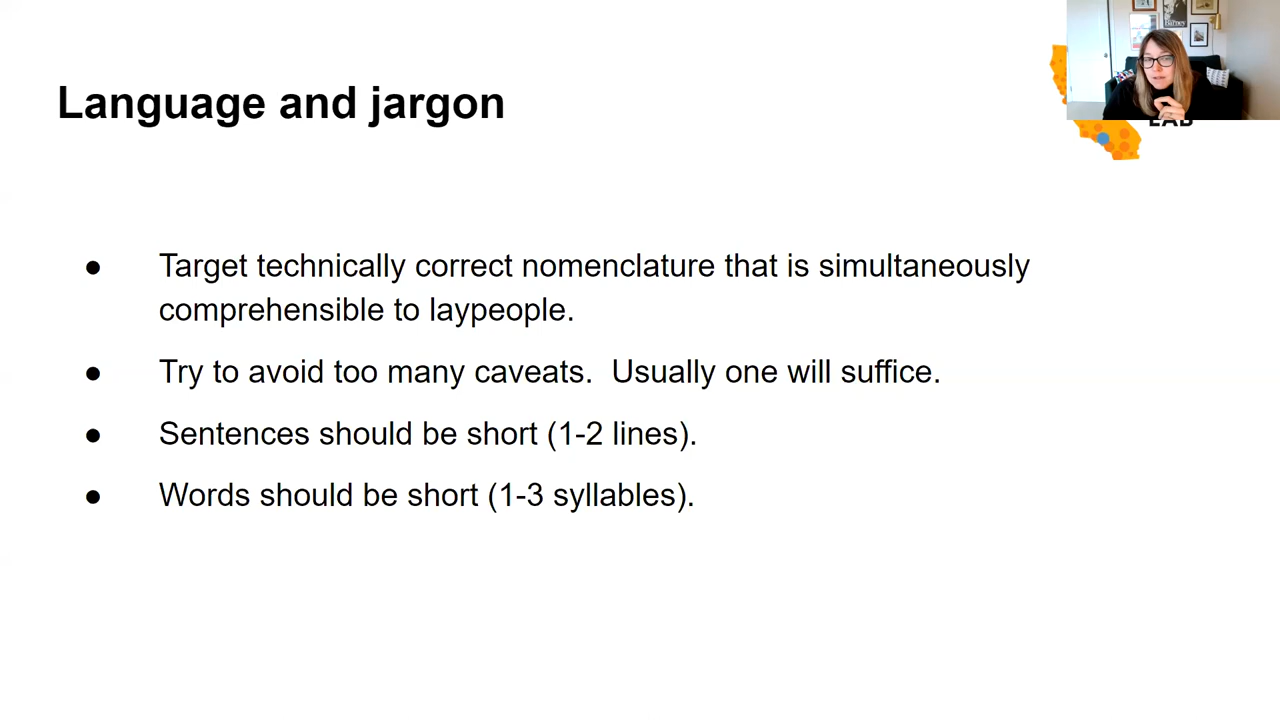 Language and jargon
LAB
● Target technically correct nomenclature that is simultaneously
comprehensible to laypeople.
● Try to avoid too many caveats.  Usually one will suffice.
● Sentences should be short (1-2 lines).
● Words should be short (1-3 syllables).